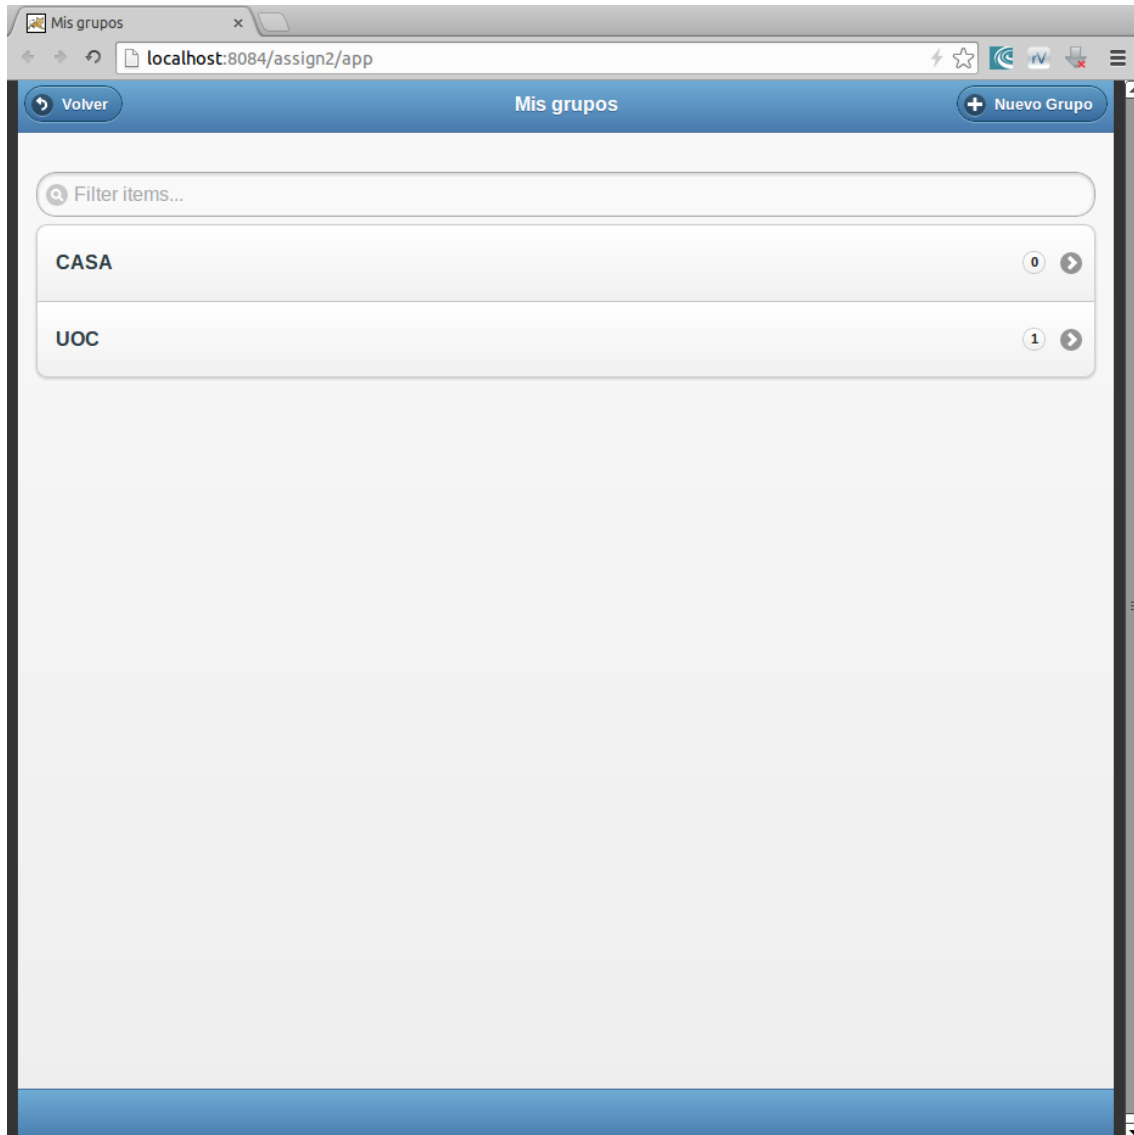 Mis grupos
localhost:8084/assign2/app
Volver
Mis grupos
Nuevo Grupo
Filter items...
CASA 0
UOC 1